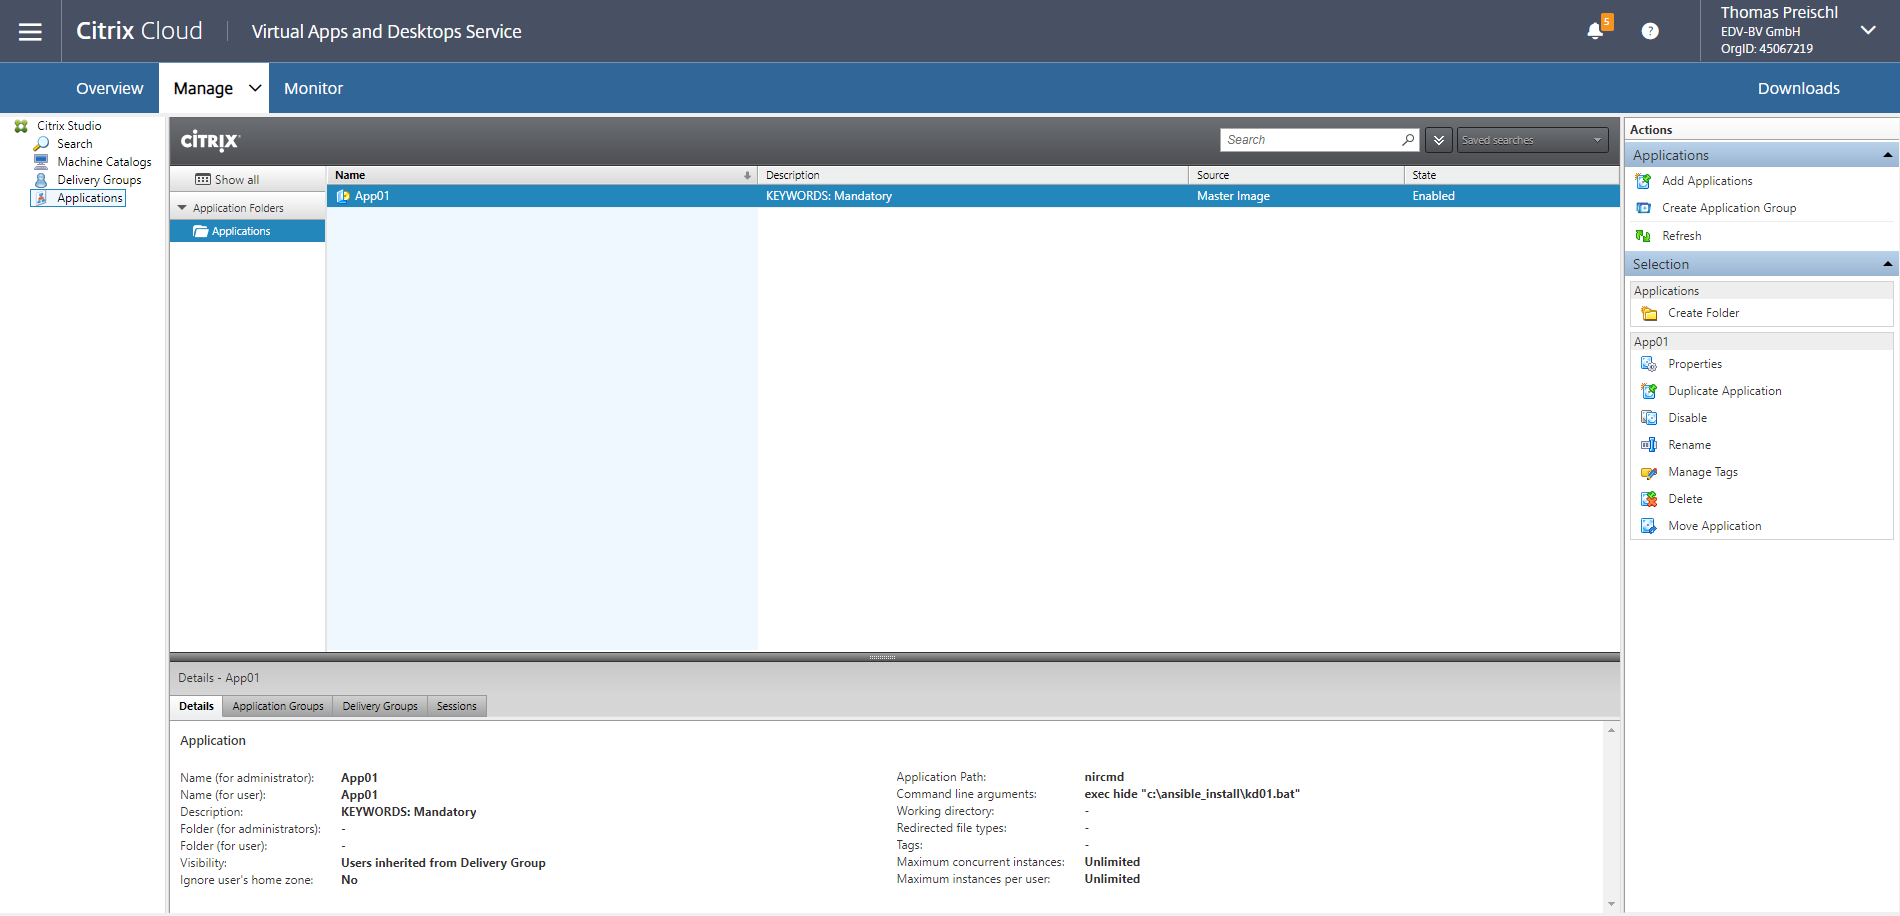 Citrix Cloud
Virtual Apps and Desktops Service
5
?
Thomas Preischl
EDV-BV GmbH
OrgID: 45067219
Overview
Manage
Monitor
Downloads
Citrix Studio
Search
Machine Catalogs
Delivery Groups
Applications
CITRIX
Search
Saved searches
Show all
Application Folders
Applications
Name Description Source State
App01 KEYWORDS: Mandatory Master Image Enabled
Actions
Applications
Add Applications
Create Application Group
Refresh
Selection
Applications
Create Folder
App01
Properties
Duplicate Application
Disable
Rename
Manage Tags
Delete
Move Application
Details - App01
Details Application Groups Delivery Groups Sessions
Application
Name (for administrator): App01
Name (for user): App01
Description: KEYWORDS: Mandatory
Folder (for administrators): -
Folder (for user): -
Visibility: Users inherited from Delivery Group
Ignore user's home zone: No
Application Path: nircmd
Command line arguments: exec hide "c:\ansible_install\kd01.bat"
Working directory: -
Redirected file types: -
Tags: -
Maximum concurrent instances: Unlimited
Maximum instances per user: Unlimited